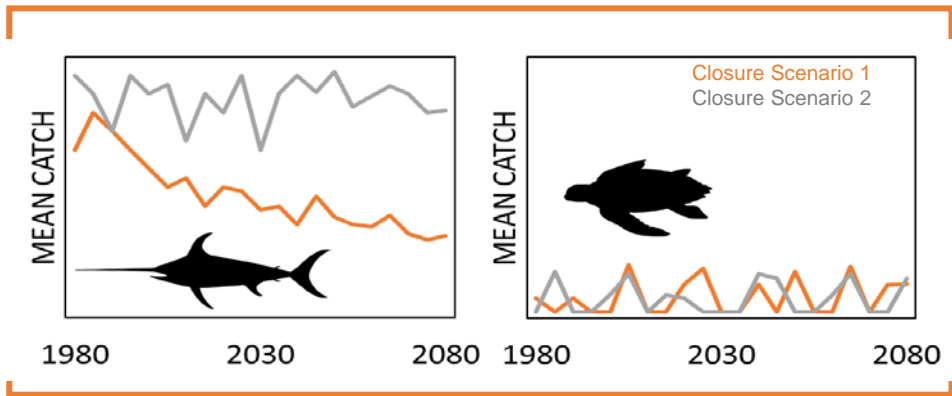 MEAN CATCH
1980 2030 2080
MEAN CATCH
Closure Scenario 1
Closure Scenario 2
1980 2030 2080